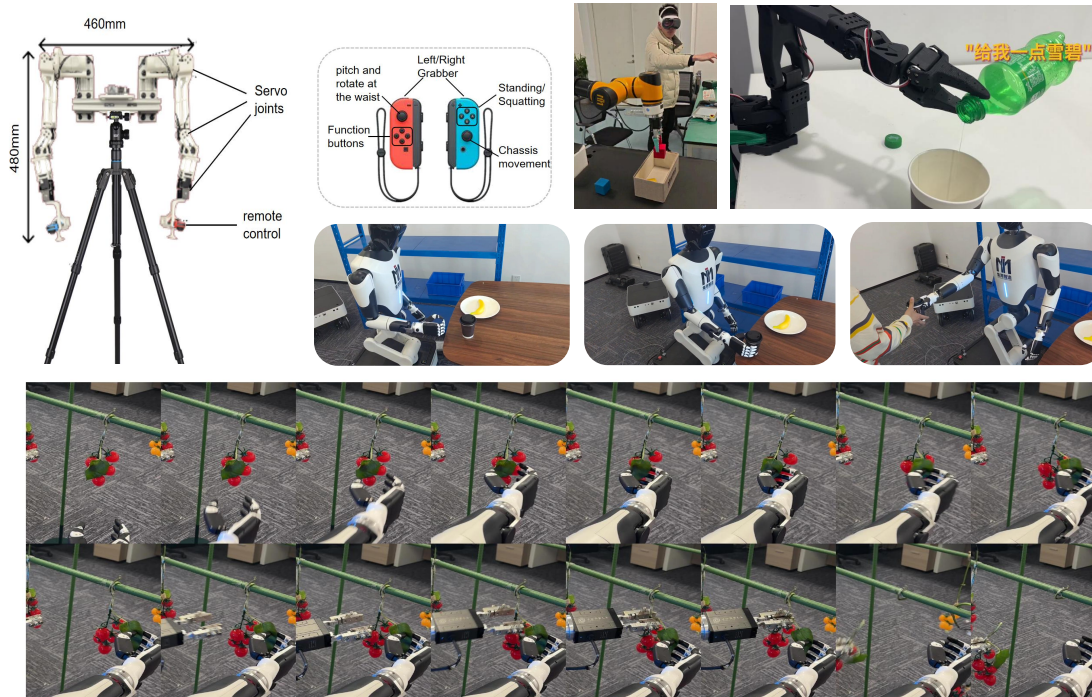 460mm
480mm
Servo
joints
remote
control
pitch and
rotate at
the waist
Left/Right
Grabber
Standing/
Squatting
Function
buttons
Chassis
movement
"给我一点雪碧"